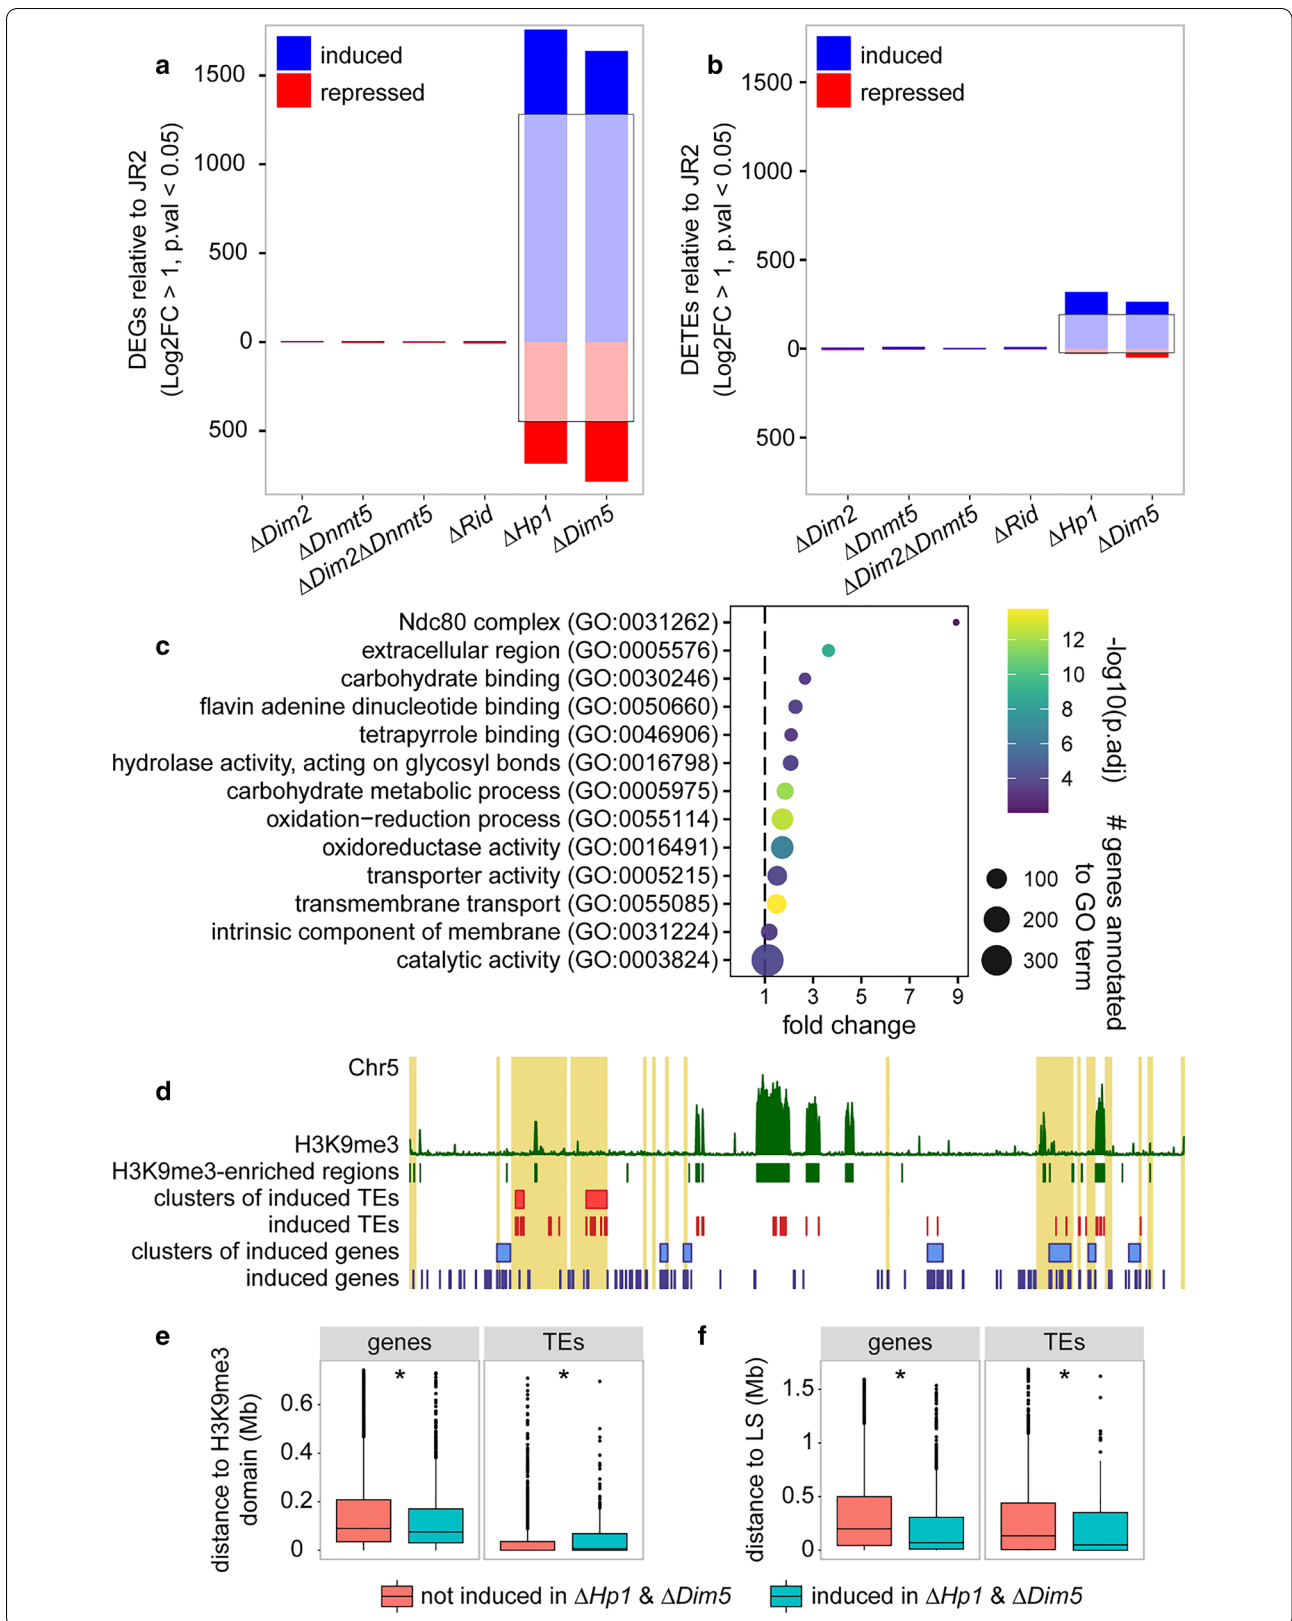 a
induced
repressed
1500
1000
500
0
500
DEGs relative to JR2
(Log2FC > 1, p.val < 0.05)
ΔDim2
ΔDnmt5
ΔDim2ΔDnmt5
ΔRid
ΔHp1
ΔDim5
b
induced
repressed
1500
1000
500
0
500
DETEs relative to JR2
(Log2FC > 1, p.val < 0.05)
ΔDim2
ΔDnmt5
ΔDim2ΔDnmt5
ΔRid
ΔHp1
ΔDim5
c
Ndc80 complex (GO:0031262)
extracellular region (GO:0005576)
carbohydrate binding (GO:0030246)
flavin adenine dinucleotide binding (GO:0050660)
tetrapyrrole binding (GO:0046906)
hydrolase activity, acting on glycosyl bonds (GO:0016798)
carbohydrate metabolic process (GO:0005975)
oxidation−reduction process (GO:0055114)
oxidoreductase activity (GO:0016491)
transporter activity (GO:0005215)
transmembrane transport (GO:0055085)
intrinsic component of membrane (GO:0031224)
catalytic activity (GO:0003824)
1 3 5 7 9
fold change
12
10
8
6
4
-log10(p.adj)
100
200
300
# genes annotated
to GO term
d
Chr5
H3K9me3
H3K9me3-enriched regions
clusters of induced TEs
induced TEs
clusters of induced genes
induced genes
e
genes
TEs
*
*
0.6
0.4
0.2
0
distance to H3K9me3
domain (Mb)
f
genes
TEs
*
*
1.5
1
0.5
0
distance to LS (Mb)
not induced in ΔHp1 & ΔDim5
induced in ΔHp1 & ΔDim5